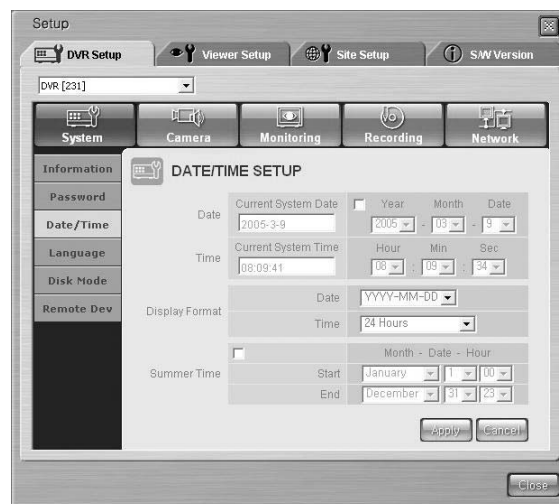 Setup
DVR Setup Viewer Setup Site Setup S/W Version
DVR [231]
System Camera Monitoring Recording Network
Information
Password
Date/Time
Language
Disk Mode
Remote Dev
DATE/TIME SETUP
Date
Current System Date
2005-3-9
Year Month Date
2005 - 03 - 9
Time
Current System Time
08:09:41
Hour Min Sec
08 : 09 : 34
Display Format
Date YYYY-MM-DD
Time 24 Hours
Summer Time
Month - Date - Hour
Start January 1 00
End December 31 23
Apply Cancel
Close